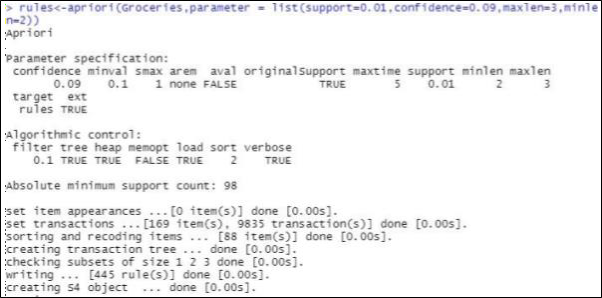 > rules<-apriori(Groceries,parameter = list(support=0.01,confidence=0.09,maxlen=3,minle
n=2))
Apriori
Parameter specification:
confidence minval smax arem aval originalSupport maxtime support minlen maxlen
0.09 0.1 1 none FALSE TRUE 5 0.01 2 3
target ext
rules TRUE
Algorithmic control:
filter tree heap memopt load sort verbose
0.1 TRUE TRUE FALSE TRUE 2 TRUE
Absolute minimum support count: 98
set item appearances ...[0 item(s)] done [0.00s].
set transactions ...[169 item(s), 9835 transaction(s)] done [0.00s].
sorting and recoding items ... [88 item(s)] done [0.00s].
creating transaction tree ... done [0.00s].
checking subsets of size 1 2 3 done [0.00s].
writing ... [445 rule(s)] done [0.00s].
creating S4 object ... done [0.00s].